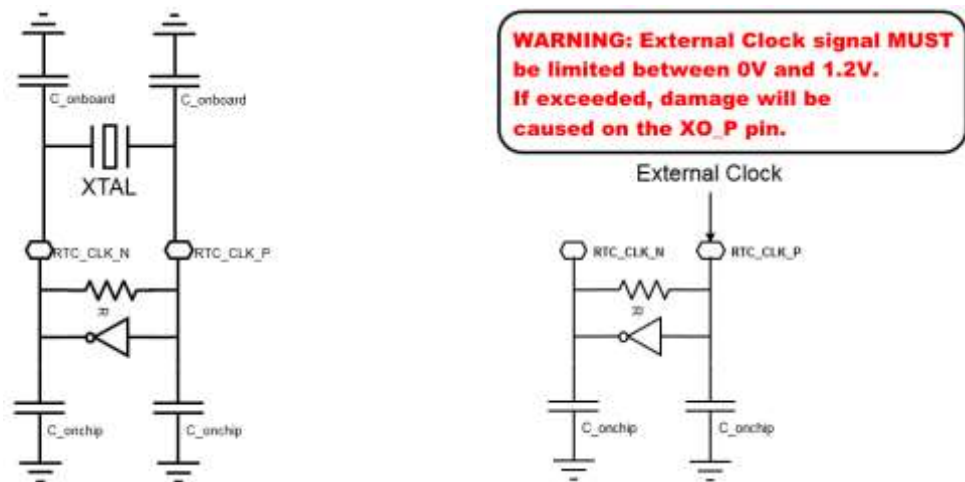 C_onboard
C_onboard
XTAL
RTC_CLK_N
RTC_CLK_P
R
C_onchip
C_onchip
WARNING: External Clock signal MUST
be limited between 0V and 1.2V.
If exceeded, damage will be
caused on the XO_P pin.
External Clock
RTC_CLK_N
RTC_CLK_P
R
C_onchip
C_onchip